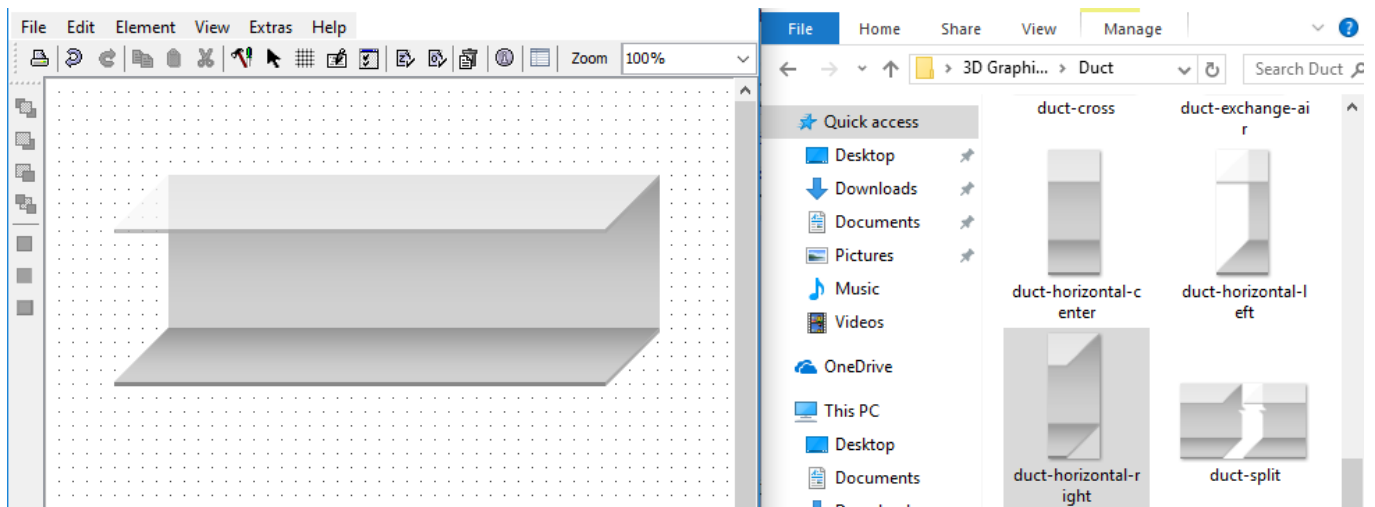 File Edit Element View Extras Help
Zoom 100%
File Home Share View Manage
3D Graphi... > Duct
Search Duct
Quick access
Desktop
Downloads
Documents
Pictures
Music
Videos
OneDrive
This PC
Desktop
Documents
duct-cross
duct-exchange-ai
r
duct-horizontal-c
enter
duct-horizontal-l
eft
duct-horizontal-r
ight
duct-split